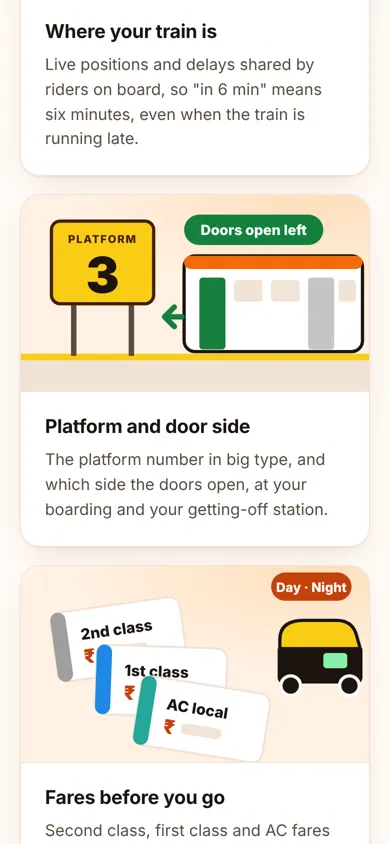 Where your train is
Live positions and delays shared by
riders on board, so "in 6 min" means
six minutes, even when the train is
running late.
PLATFORM
3
Doors open left
Platform and door side
The platform number in big type, and
which side the doors open, at your
boarding and your getting-off station.
Day · Night
2nd class
₹
1st class
₹
AC local
₹
Fares before you go
Second class, first class and AC fares